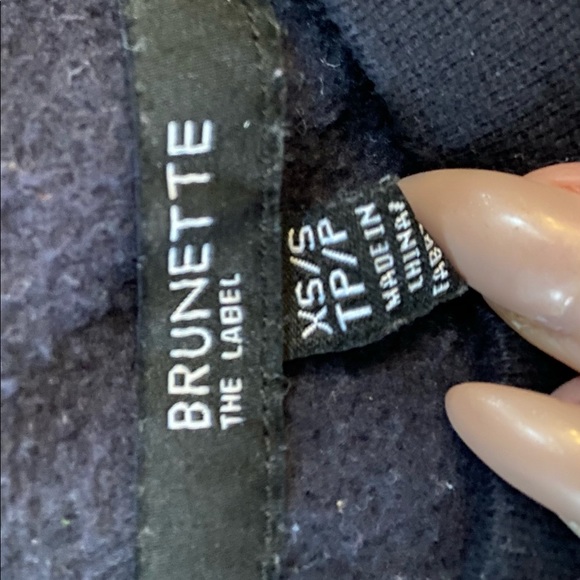 BRUNETTE
THE LABEL
XS/S
TP/P
MADE IN
CHINA/